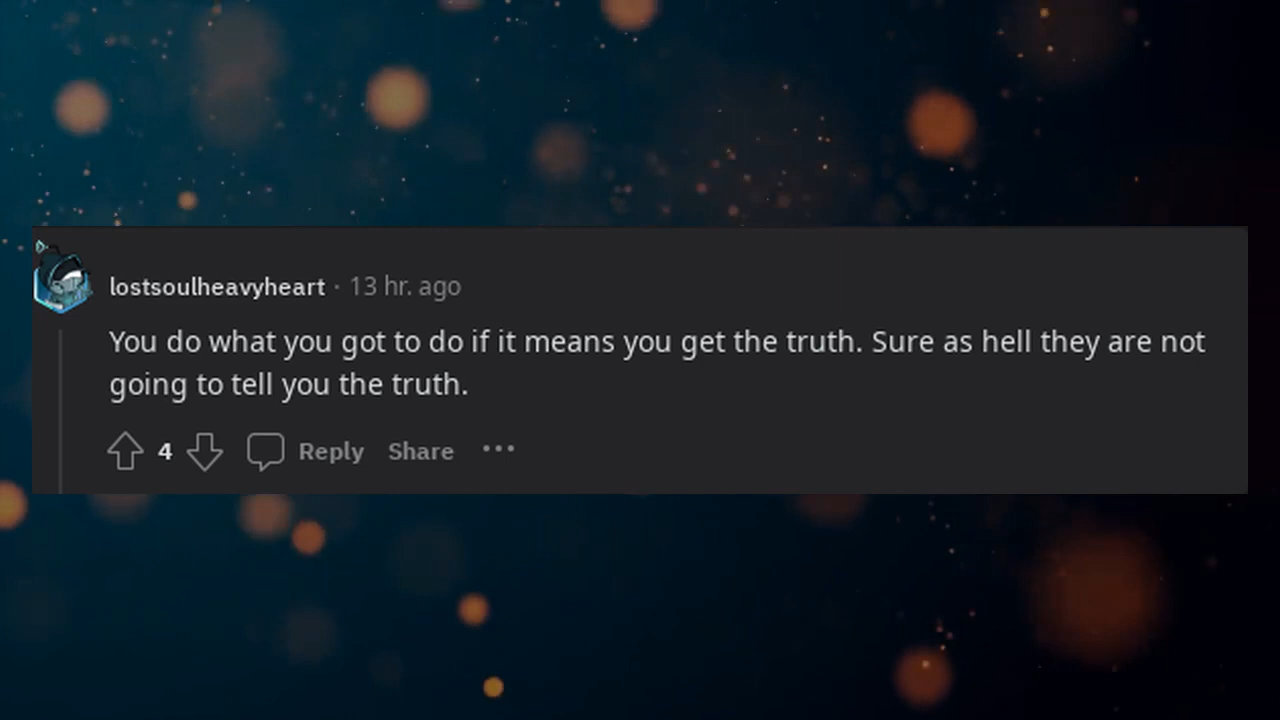 lostsoulheavyheart · 13 hr. ago
You do what you got to do if it means you get the truth. Sure as hell they are not
going to tell you the truth.
4 Reply Share ···